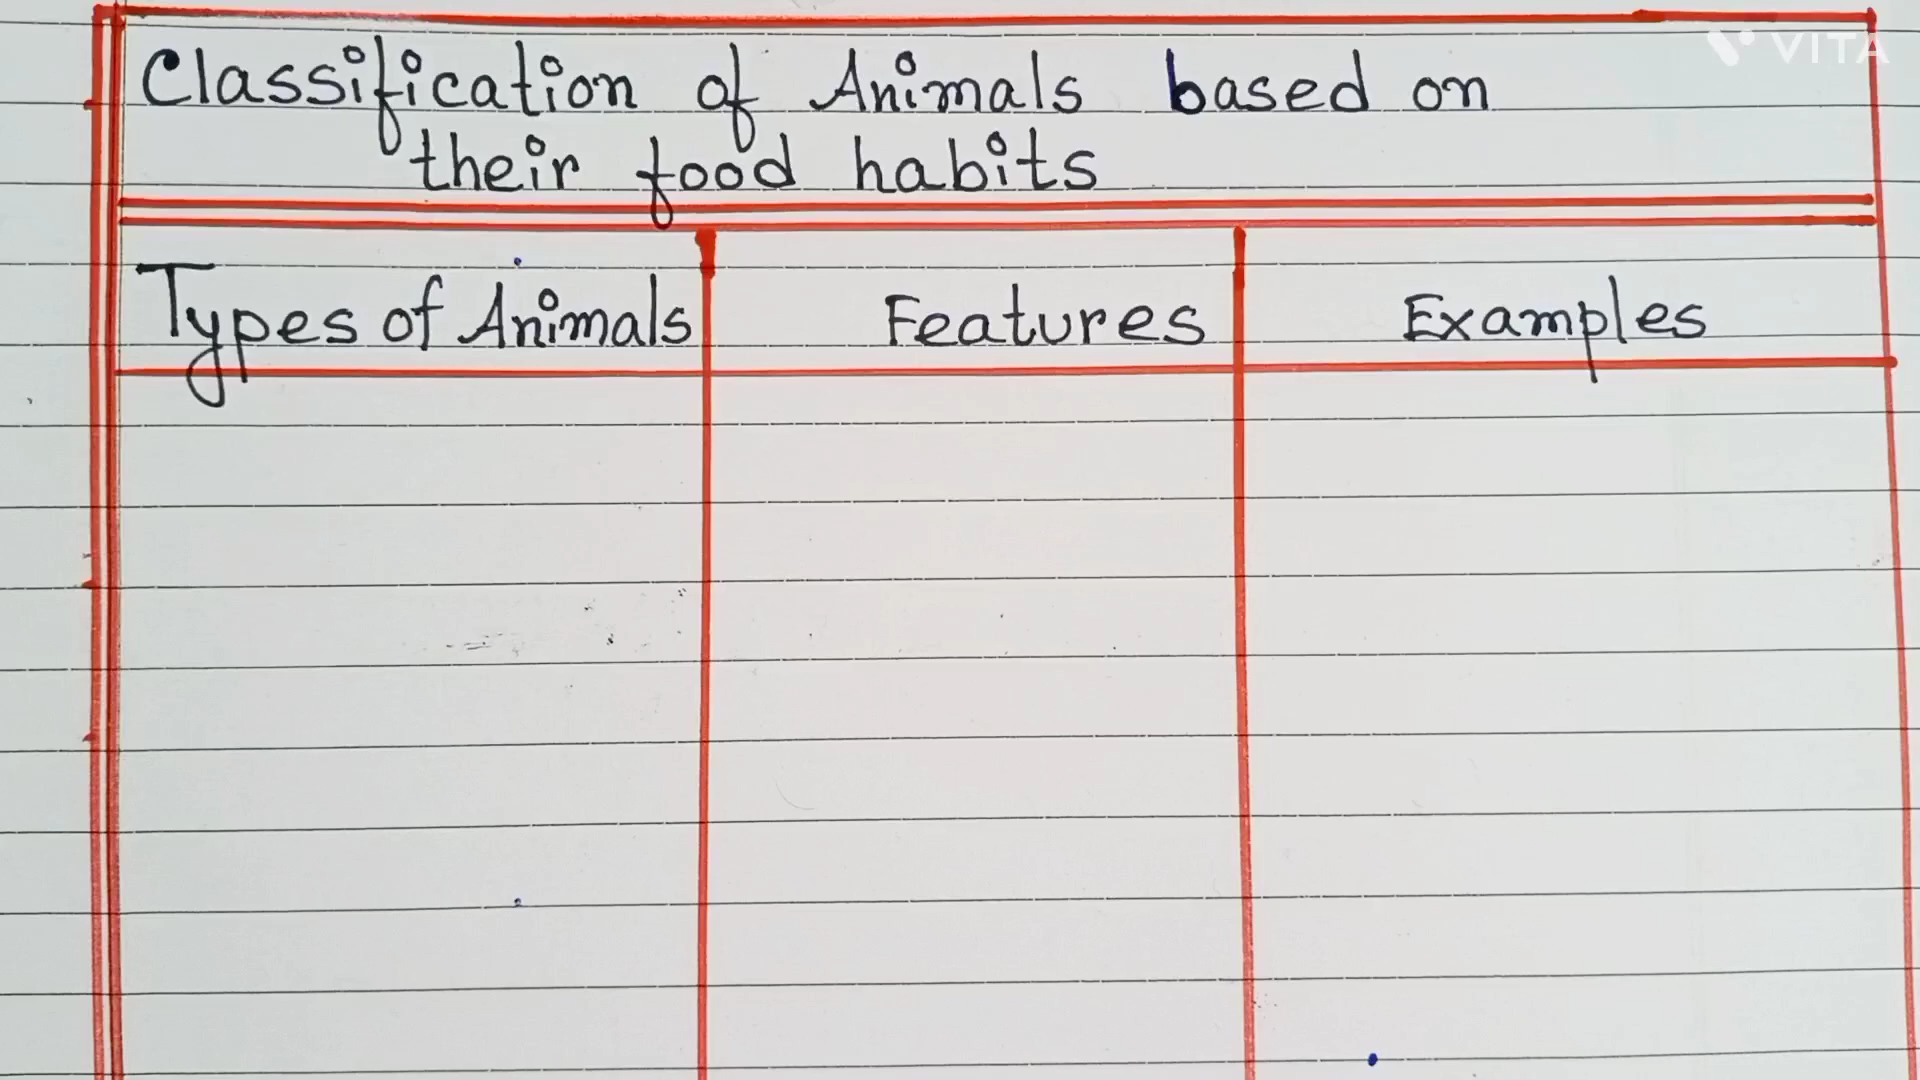 Classification of Animals based on
their food habits
VITA
Types of Animals Features Examples